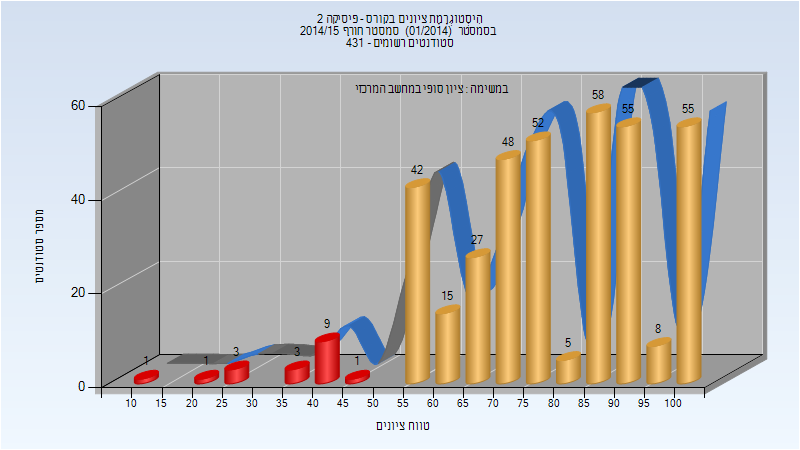 היסטוגרמת ציונים בקורס - פיסיקה 2
בסמסטר (01/2014) סמסטר חורף 2014/15
סטודנטים רשומים - 431
במשימה : ציון סופי במחשב המרכזי
60
40
20
0
מספר סטודנטים
1
1
3
3
9
1
42
15
27
48
52
5
58
55
8
55
10 15 20 25 30 35 40 45 50 55 60 65 70 75 80 85 90 95 100
טווח ציונים